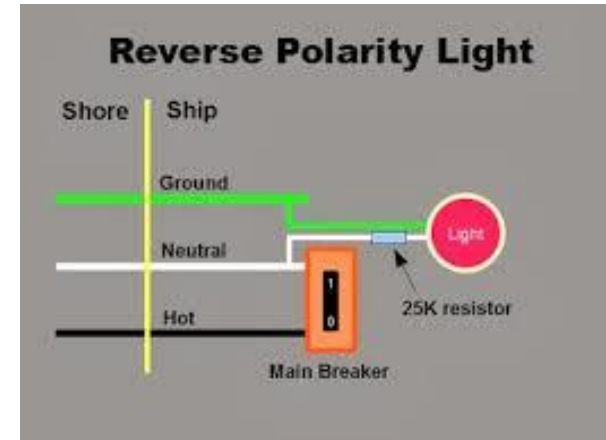 Reverse Polarity Light
Shore
Ship
Ground
Neutral
Light
1
0
25K resistor
Hot
Main Breaker